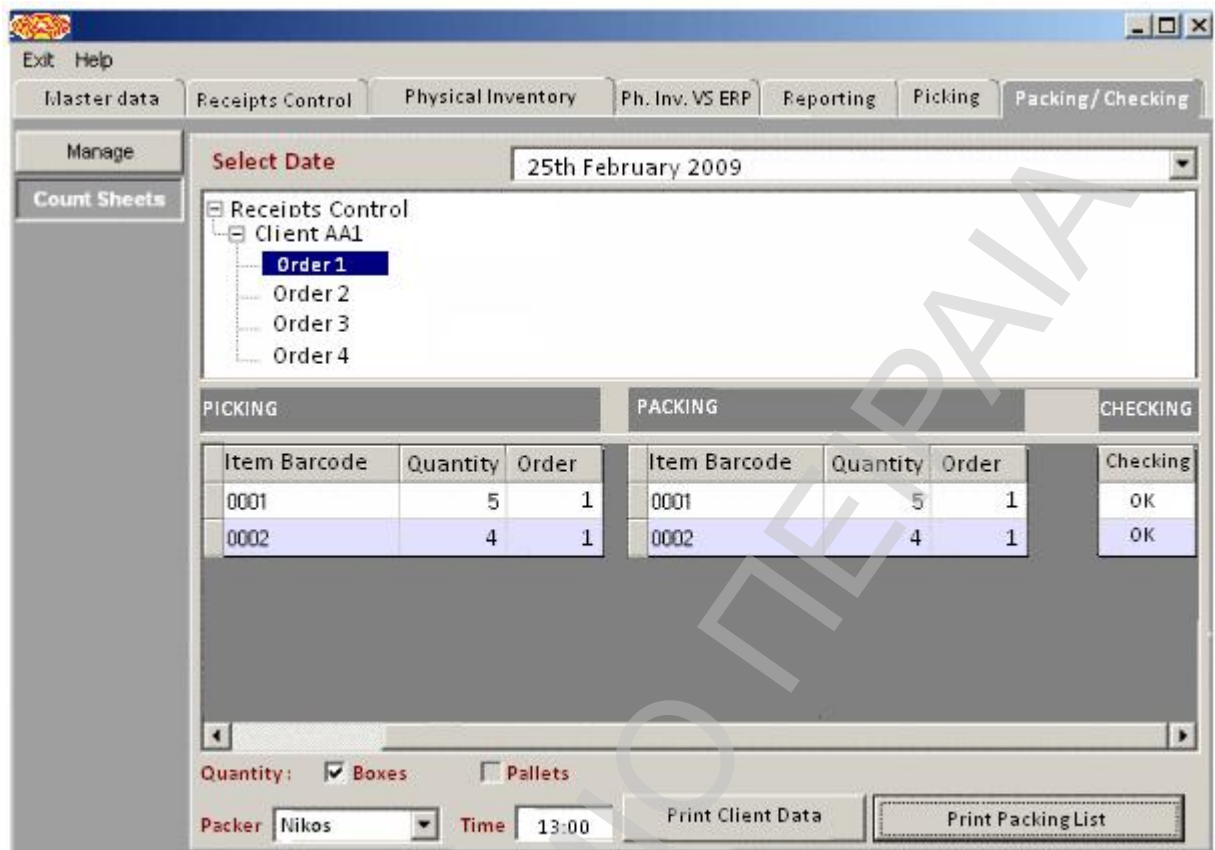 Exit Help
Master data Receipts Control Physical Inventory Ph. Inv. VS ERP Reporting Picking Packing/Checking
Manage
Count Sheets
Select Date 25th February 2009
Receipts Control
Client AA1
Order 1
Order 2
Order 3
Order 4
PICKING PACKING CHECKING
Item Barcode Quantity Order Item Barcode Quantity Order Checking
0001 5 1 0001 5 1 OK
0002 4 1 0002 4 1 OK
Quantity: Boxes Pallets
Packer Nikos Time 13:00 Print Client Data Print Packing List
ΙΟ ΠΕΙΡΑΙΑ